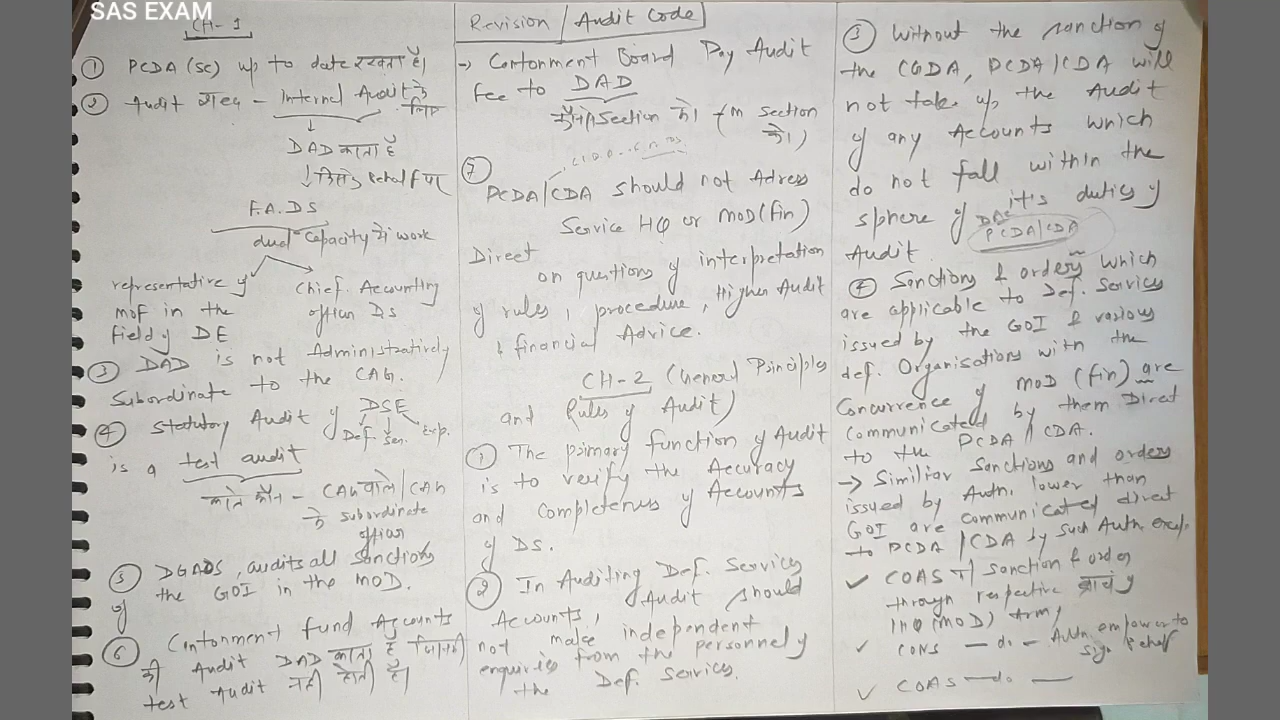 SAS EXAM
CH-1
① PCDA (SC) up to date रखता है।
② Audit कोड - Internal Audit के लिए
↓
DAD करता है
↓ किसके behalf पर
F.A.DS
dual capacity में work
representative of
MOF in the
field of DE
Chief. Accounting
officer DS
③ DAD is not Administratively
Subordinate to the CAG.
④ Statutory Audit of DSE
Def. Ser. Exp.
is a test audit
करते कौन - CAG वाले / CAG
के subordinate
officer
⑤ DGADS, audits all sanctions
of the GOI in the MOD.
⑥ Cantonment fund Accounts
की Audit DAD करता है जिसकी
test Audit नहीं होती है।
Revision / Audit Code
→ Cantonment Board Pay Audit
fee to DAD
कौन से section को। (M section
को।)
⑦
PCDA/CDA should not Adress
Service HQ or MOD (fin)
Direct
on questions of interpretation
of rules, procedure, Higher Audit
& financial Advice.
CH-2 (General Principles
and Rules of Audit)
① The primary function of Audit
is to verify the Accuracy
and completenes of Accounts
of DS.
② In Auditing Def. Services
Accounts, Audit should
not make independent
enquiries from the personnel of
the Def. Services.
③ Without the sanction of
the CGDA, PCDA/CDA will
not take up the Audit
of any Accounts which
do not fall within the
sphere of it's duties of
PCDA/CDA
Audit
④ Sanctions & orders which
are applicable to Def. Services
issued by the GOI & various
def. Organisations with the
Concurrence of MOD (fin) are
communicated by them Direct
to the PCDA/CDA.
→ Similiar Sanctions and orders
issued by Auth. lower than
GOI are communicated direct
to PCDA/CDA by such Auth. except
✓ COAS के sanction & order
through respective ब्रांच of
IHQ (MOD) Army
✓ CONS - do - Auth. empower to
sign behalf
✓ COAS - do -